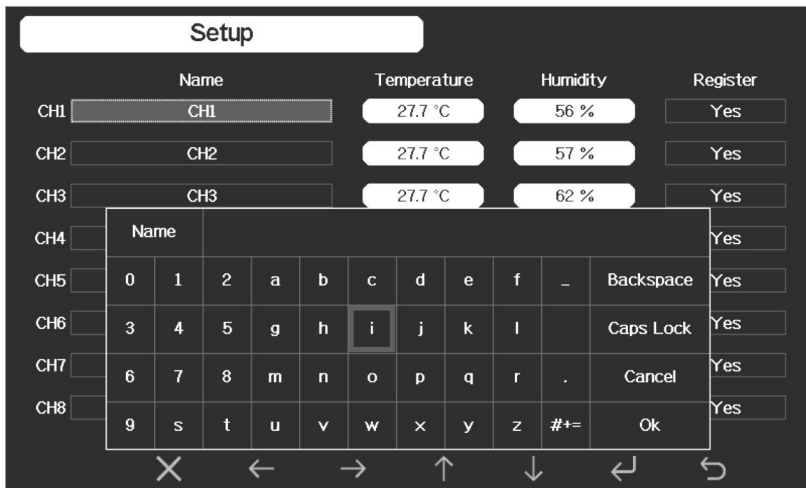 Setup
Name Temperature Humidity Register
CH1 CH1 27.7 °C 56 % Yes
CH2 CH2 27.7 °C 57 % Yes
CH3 CH3 27.7 °C 62 % Yes
CH4 Name Yes
CH5 0 1 2 a b c d e f _ Backspace Yes
CH6 3 4 5 g h i j k l Caps Lock Yes
CH7 6 7 8 m n o p q r . Cancel Yes
CH8 9 s t u v w x y z #+= Ok Yes